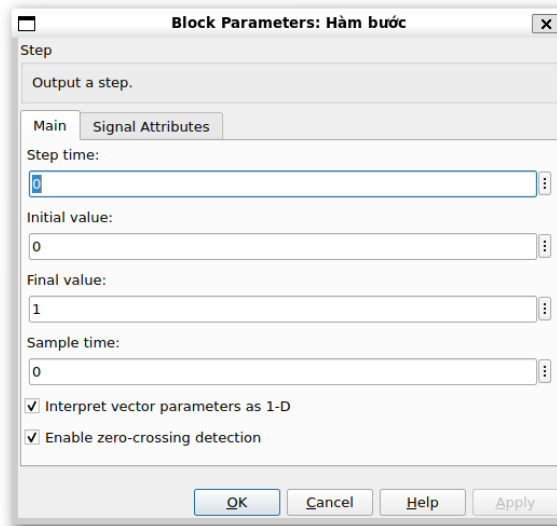 Block Parameters: Hàm bước
Step
Output a step.
Main Signal Attributes
Step time:
0
Initial value:
0
Final value:
1
Sample time:
0
Interpret vector parameters as 1-D
Enable zero-crossing detection
OK Cancel Help Apply